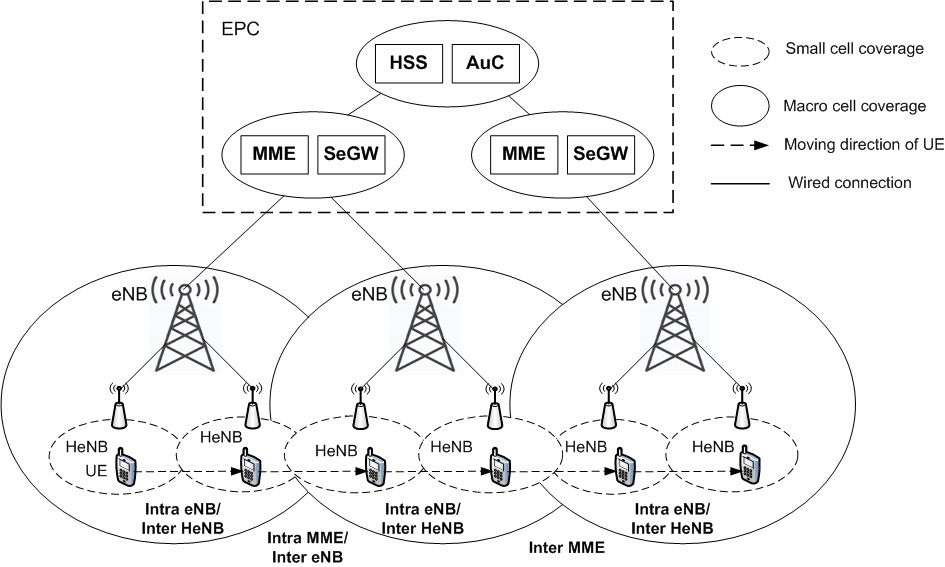 EPC
HSS
AuC
MME
SeGW
MME
SeGW
Small cell coverage
Macro cell coverage
Moving direction of UE
Wired connection
eNB
eNB
eNB
HeNB
HeNB
HeNB
HeNB
HeNB
HeNB
UE
Intra eNB/
Inter HeNB
Intra eNB/
Inter HeNB
Intra eNB/
Inter HeNB
Intra MME/
Inter eNB
Inter MME